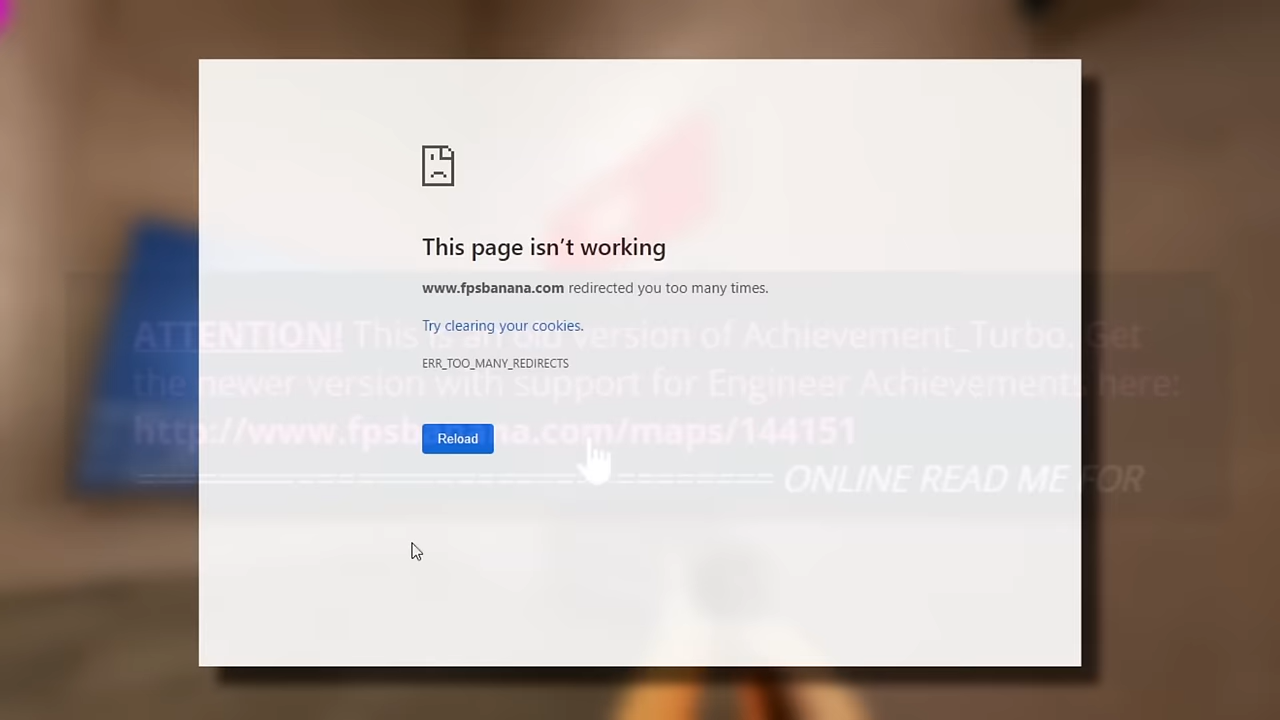 This page isn't working
www.fpsbanana.com redirected you too many times.
Try clearing your cookies.
ATTENTION! This is an old version of Achievement_Turbo. Get
ERR_TOO_MANY_REDIRECTS
the newer version with support for Engineer Achievements here:
http://www.fpsbanana.com/maps/144151
Reload
======================================== ONLINE READ ME FOR